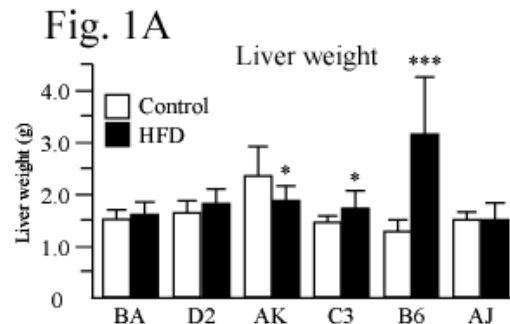 Fig. 1A
Liver weight
***
4.0
Control
HFD
3.0
*
*
2.0
1.0
0
Liver weight (g)
BA D2 AK C3 B6 AJ